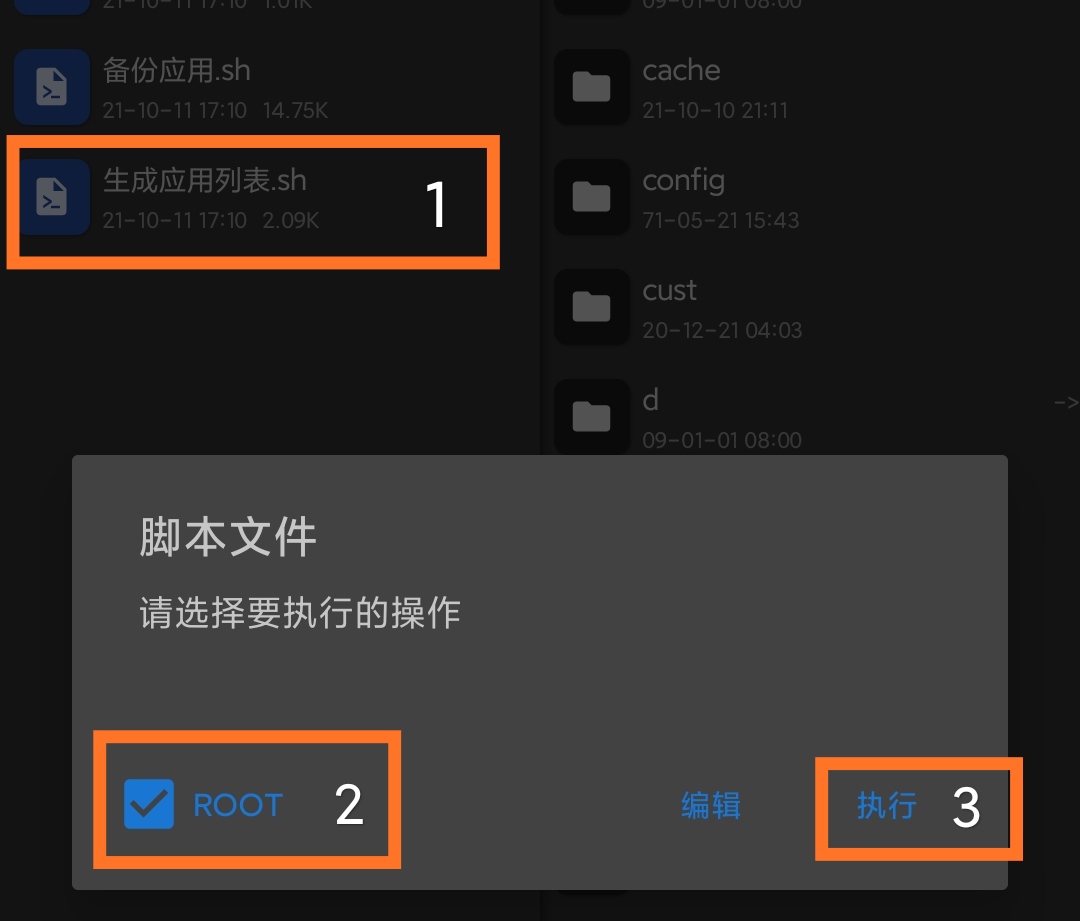 21-10-11 17:10 1.01K
备份应用.sh
21-10-11 17:10 14.75K
生成应用列表.sh
21-10-11 17:10 2.09K
1
09-01-01 08:00
cache
21-10-10 21:11
config
71-05-21 15:43
cust
20-12-21 04:03
d
->
09-01-01 08:00
脚本文件
请选择要执行的操作
ROOT 2
编辑
执行 3